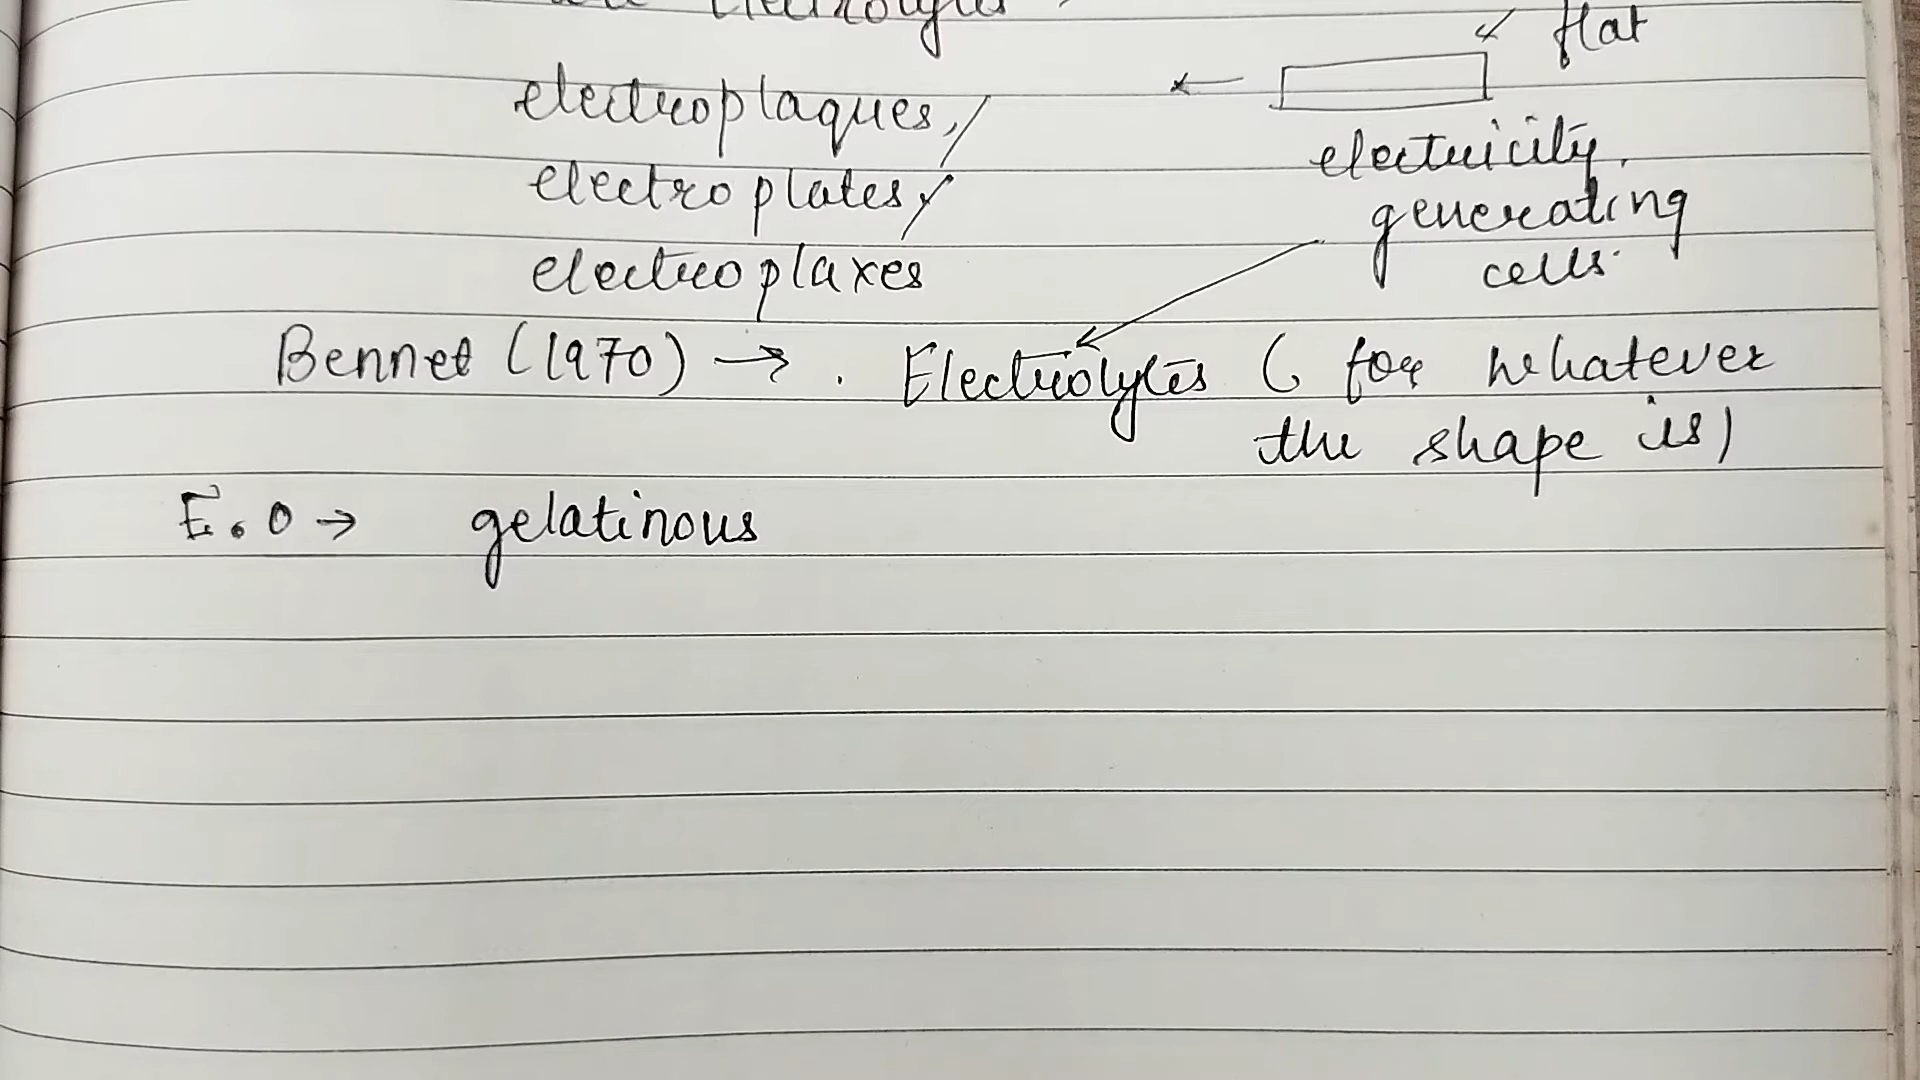 flat
electroplaques,/
electricity
electroplates/
generating
electroplaxes
cells.
Bennet (1970) → . Electrolytes (for whatever
the shape is)
E.O → gelatinous